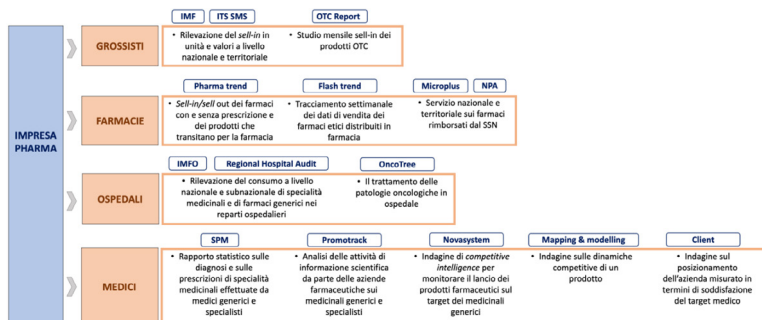 IMPRESA
PHARMA
GROSSISTI
IMF
ITS SMS
• Rilevazione del sell-in in
unità e valori a livello
nazionale e territoriale
OTC Report
• Studio mensile sell-in dei
prodotti OTC
FARMACIE
Pharma trend
• Sell-in/sell out dei farmaci
con e senza prescrizione e
dei prodotti che
transitano per la farmacia
Flash trend
• Tracciamento settimanale
dei dati di vendita dei
farmaci etici distribuiti in
farmacia
Microplus
NPA
• Servizio nazionale e
territoriale sui farmaci
rimborsati dal SSN
OSPEDALI
IMFO
Regional Hospital Audit
• Rilevazione del consumo a livello
nazionale e subnazionale di specialità
medicinali e di farmaci generici nei
reparti ospedalieri
OncoTree
• Il trattamento delle
patologie oncologiche in
ospedale
MEDICI
SPM
• Rapporto statistico sulle
diagnosi e sulle
prescrizioni di specialità
medicinali effettuate da
medici generici e
specialisti
Promotrack
• Analisi delle attività di
informazione scientifica
da parte delle aziende
farmaceutiche sui
medicinali generici e
specialisti
Novasystem
• Indagine di competitive
intelligence per
monitorare il lancio dei
prodotti farmaceutici sul
target dei medicinali
generici
Mapping & modelling
• Indagine sulle dinamiche
competitive di un
prodotto
Client
• Indagine sul
posizionamento
dell'azienda misurato in
termini di soddisfazione
del target medico